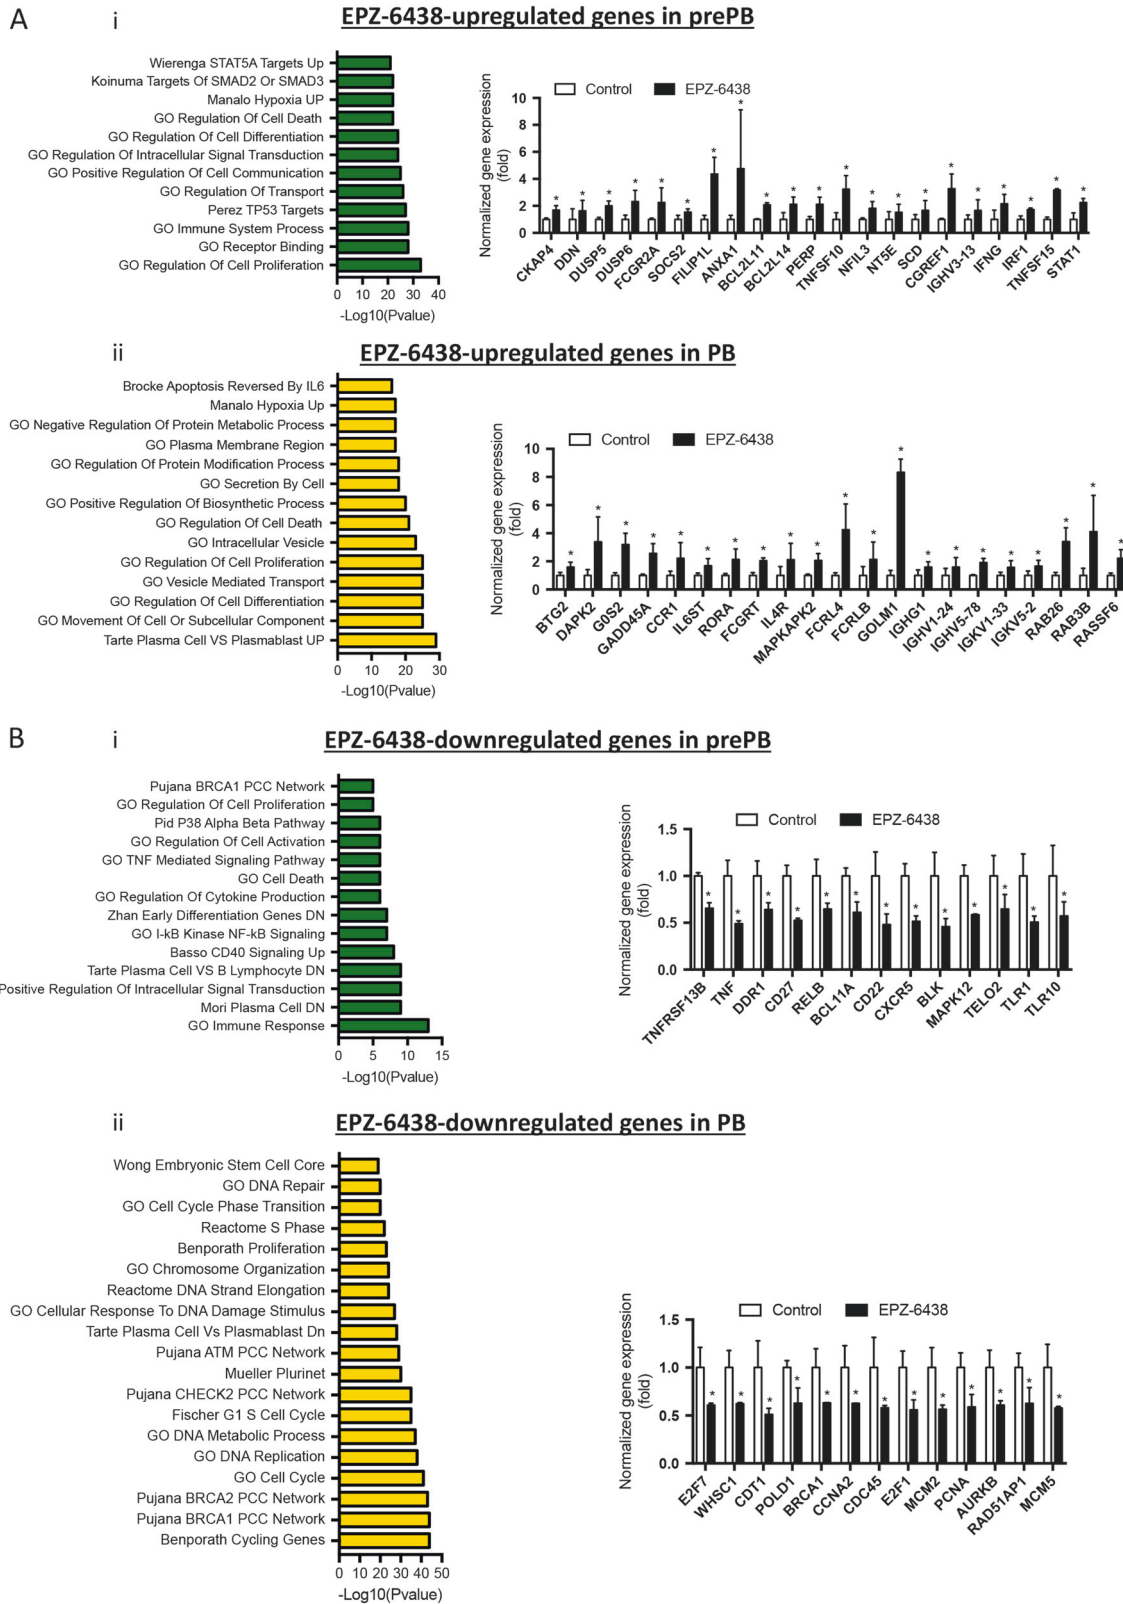 A
i
EPZ-6438-upregulated genes in prePB
Wierenga STAT5A Targets Up
Koinuma Targets Of SMAD2 Or SMAD3
Manalo Hypoxia UP
GO Regulation Of Cell Death
GO Regulation Of Cell Differentiation
GO Regulation Of Intracellular Signal Transduction
GO Positive Regulation Of Cell Communication
GO Regulation Of Transport
Perez TP53 Targets
GO Immune System Process
GO Receptor Binding
GO Regulation Of Cell Proliferation
0 10 20 30 40
-Log10(Pvalue)
Control EPZ-6438
Normalized gene expression
(fold)
10
8
6
4
2
0
* * * * * * * * * * * * * * * * * * * * *
CKAP4 DDN DUSP5 DUSP6 FCGR2A SOCS2 FILIP1L ANXA1 BCL2L11 BCL2L14 PERP TNFSF10 NFIL3 NT5E SCD CGREF1 IGHV3-13 IFNG IRF1 TNFSF15 STAT1
ii
EPZ-6438-upregulated genes in PB
Brocke Apoptosis Reversed By IL6
Manalo Hypoxia Up
GO Negative Regulation Of Protein Metabolic Process
GO Plasma Membrane Region
GO Regulation Of Protein Modification Process
GO Secretion By Cell
GO Positive Regulation Of Biosynthetic Process
GO Regulation Of Cell Death
GO Intracellular Vesicle
GO Regulation Of Cell Proliferation
GO Vesicle Mediated Transport
GO Regulation Of Cell Differentiation
GO Movement Of Cell Or Subcellular Component
Tarte Plasma Cell VS Plasmablast UP
0 10 20 30
-Log10(Pvalue)
Control EPZ-6438
Normalized gene expression
(fold)
10
8
6
4
2
0
* * * * * * * * * * * * * * * * * * * * *
BTG2 DAPK2 G0S2 GADD45A CCR1 IL6ST RORA FCGRT IL4R MAPKAPK2 FCRL4 FCRLB GOLM1 IGHG1 IGHV1-24 IGHV5-78 IGKV1-33 IGKV5-2 RAB26 RAB3B RASSF6
B
i
EPZ-6438-downregulated genes in prePB
Pujana BRCA1 PCC Network
GO Regulation Of Cell Proliferation
Pid P38 Alpha Beta Pathway
GO Regulation Of Cell Activation
GO TNF Mediated Signaling Pathway
GO Cell Death
GO Regulation Of Cytokine Production
Zhan Early Differentiation Genes DN
GO I-kB Kinase NF-kB Signaling
Basso CD40 Signaling Up
Tarte Plasma Cell VS B Lymphocyte DN
Positive Regulation Of Intracellular Signal Transduction
Mori Plasma Cell DN
GO Immune Response
0 5 10 15
-Log10(Pvalue)
Control EPZ-6438
Normalized gene expression
(fold)
1.5
1.0
0.5
0.0
* * * * * * * * * * * * *
TNFRSF13B TNF DDR1 CD27 RELB BCL11A CD22 CXCR5 BLK MAPK12 TELO2 TLR1 TLR10
ii
EPZ-6438-downregulated genes in PB
Wong Embryonic Stem Cell Core
GO DNA Repair
GO Cell Cycle Phase Transition
Reactome S Phase
Benporath Proliferation
GO Chromosome Organization
Reactome DNA Strand Elongation
GO Cellular Response To DNA Damage Stimulus
Tarte Plasma Cell Vs Plasmablast Dn
Pujana ATM PCC Network
Mueller Plurinet
Pujana CHECK2 PCC Network
Fischer G1 S Cell Cycle
GO DNA Metabolic Process
GO DNA Replication
GO Cell Cycle
Pujana BRCA2 PCC Network
Pujana BRCA1 PCC Network
Benporath Cycling Genes
0 10 20 30 40 50
-Log10(Pvalue)
Control EPZ-6438
Normalized gene expression
(fold)
1.5
1.0
0.5
0.0
* * * * * * * * * * * * *
E2F7 WHSC1 CDT1 POLD1 BRCA1 CCNA2 CDC45 E2F1 MCM2 PCNA AURKB RAD51AP1 MCM5